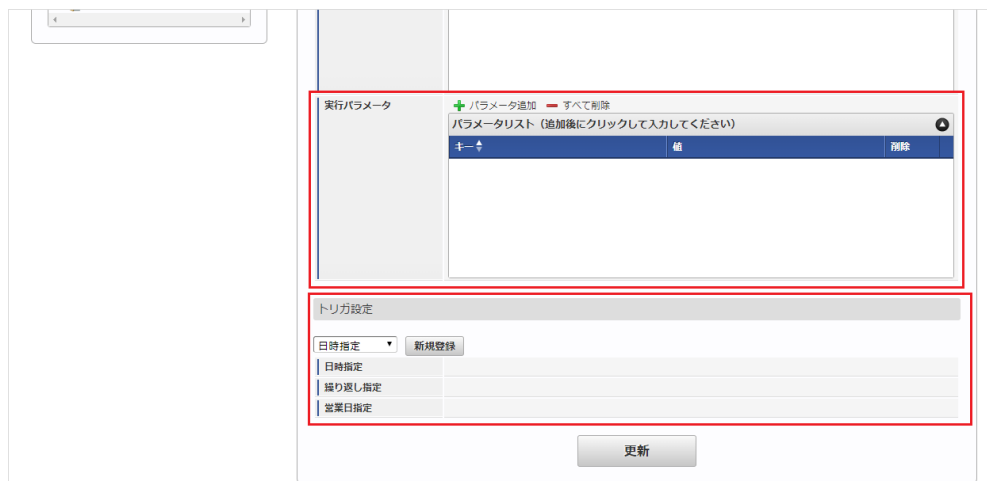 実行パラメータ
パラメータ追加 すべて削除
パラメータリスト（追加後にクリックして入力してください）
キー 値 削除
トリガ設定
日時指定 新規登録
日時指定
繰り返し指定
営業日指定
更新